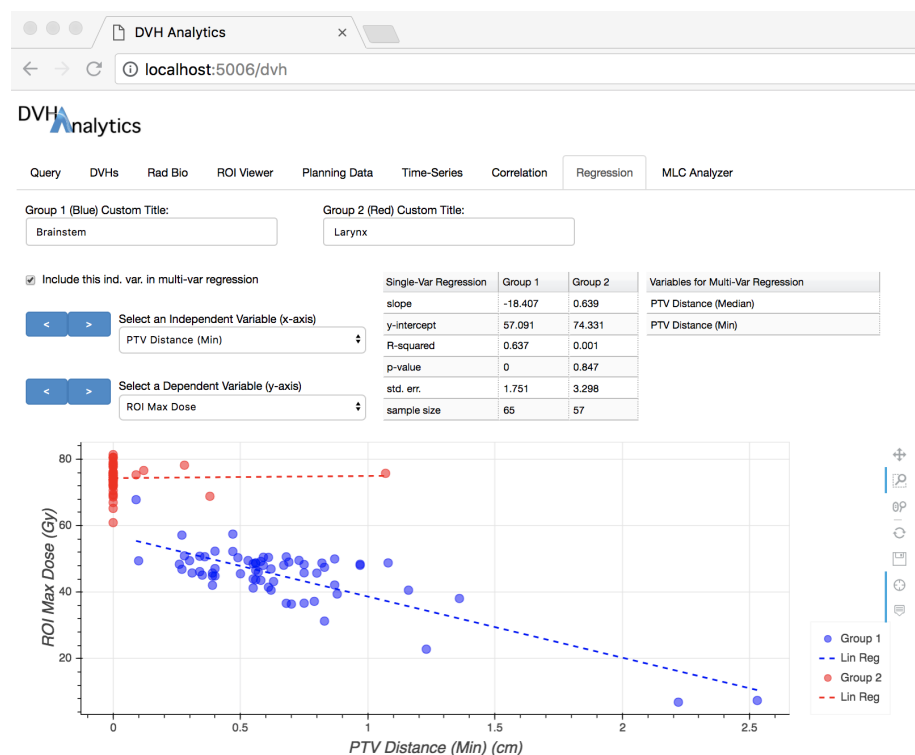 DVH Analytics
localhost:5006/dvh
DVH Analytics
Query DVHs Rad Bio ROI Viewer Planning Data Time-Series Correlation Regression MLC Analyzer
Group 1 (Blue) Custom Title: Group 2 (Red) Custom Title:
Brainstem Larynx
Include this ind. var. in multi-var regression
< > Select an Independent Variable (x-axis)
PTV Distance (Min)
< > Select a Dependent Variable (y-axis)
ROI Max Dose
Single-Var Regression Group 1 Group 2
slope -18.407 0.639
y-intercept 57.091 74.331
R-squared 0.637 0.001
p-value 0 0.847
std. err. 1.751 3.298
sample size 65 57
Variables for Multi-Var Regression
PTV Distance (Median)
PTV Distance (Min)
ROI Max Dose (Gy)
80
60
40
20
0 0.5 1 1.5 2 2.5
PTV Distance (Min) (cm)
Group 1
Lin Reg
Group 2
Lin Reg